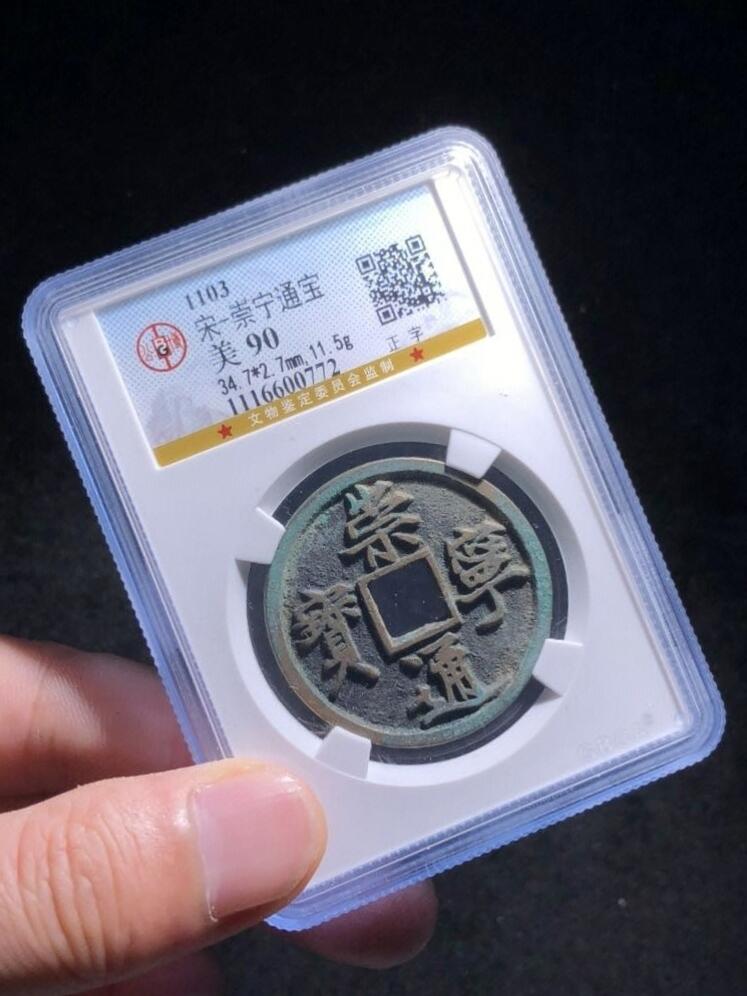 1103
宋-崇宁通宝
美 90
正字
34.7*2.7mm,11.5g
1116600772
★ 文物鉴定委员会监制 ★
崇寧通寶